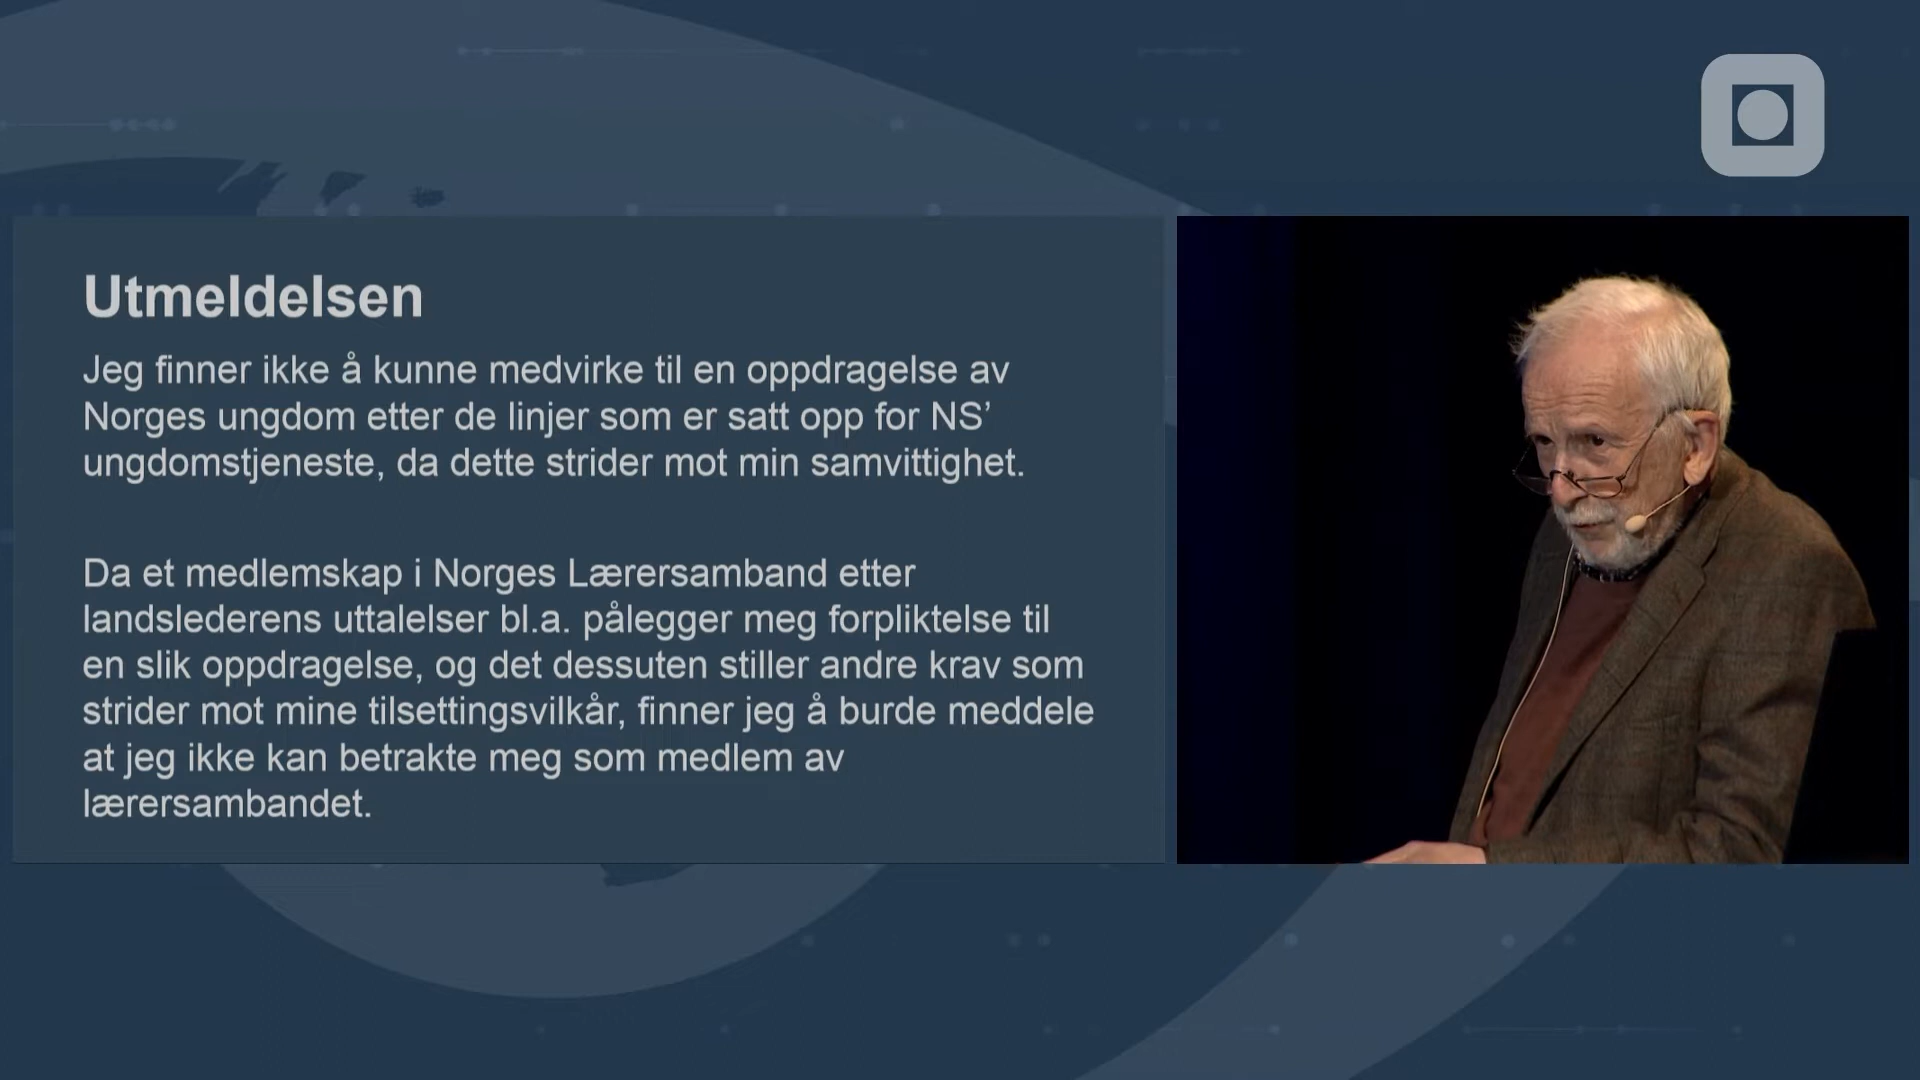 Utmeldelsen
Jeg finner ikke å kunne medvirke til en oppdragelse av
Norges ungdom etter de linjer som er satt opp for NS’
ungdomstjeneste, da dette strider mot min samvittighet.
Da et medlemskap i Norges Lærersamband etter
landslederens uttalelser bl.a. pålegger meg forpliktelse til
en slik oppdragelse, og det dessuten stiller andre krav som
strider mot mine tilsettingsvilkår, finner jeg å burde meddele
at jeg ikke kan betrakte meg som medlem av
lærersambandet.